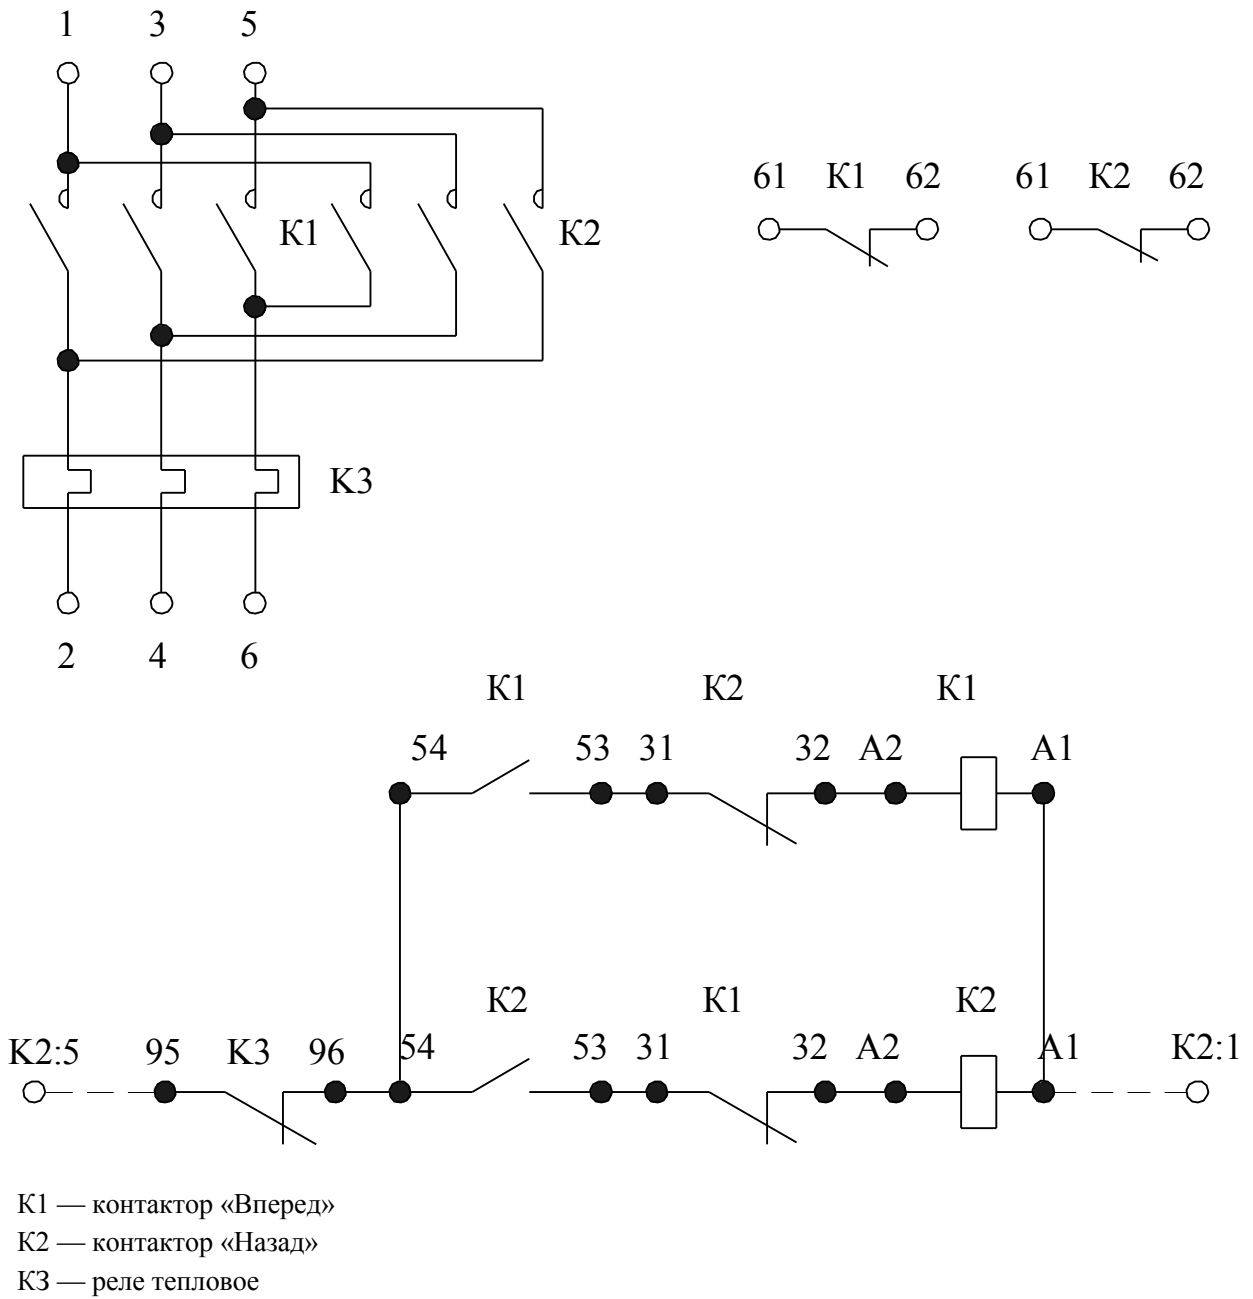 1 3 5
61 К1 62 61 К2 62
К1 К2
К3
2 4 6
К1 К2 К1
54 53 31 32 А2 А1
К2 К1 К2
К2:5 95 К3 96 54 53 31 32 А2 А1 К2:1
К1 — контактор «Вперед»
К2 — контактор «Назад»
К3 — реле тепловое